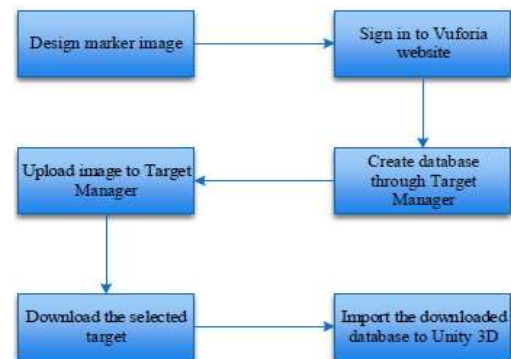 Design marker image
Sign in to Vuforia
website
Create database
through Target
Manager
Upload image to Target
Manager
Download the selected
target
Import the downloaded
database to Unity 3D